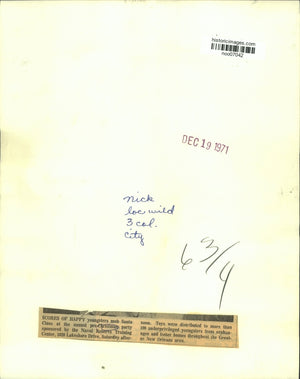 historicimages.com
noo07042
DEC 19 1971
nick
loc wild
3 col.
city
6 3/4
SCORES OF HAPPY youngsters mob Santa
Claus at the annual pre-Christmas party
sponsored by the Naval Reserve Training
Center, 5838 Lakeshore Drive, Saturday after-
noon. Toys were distributed to more than
100 underprivileged youngsters from orphan-
ages and foster homes throughout the Great-
er New Orleans area.